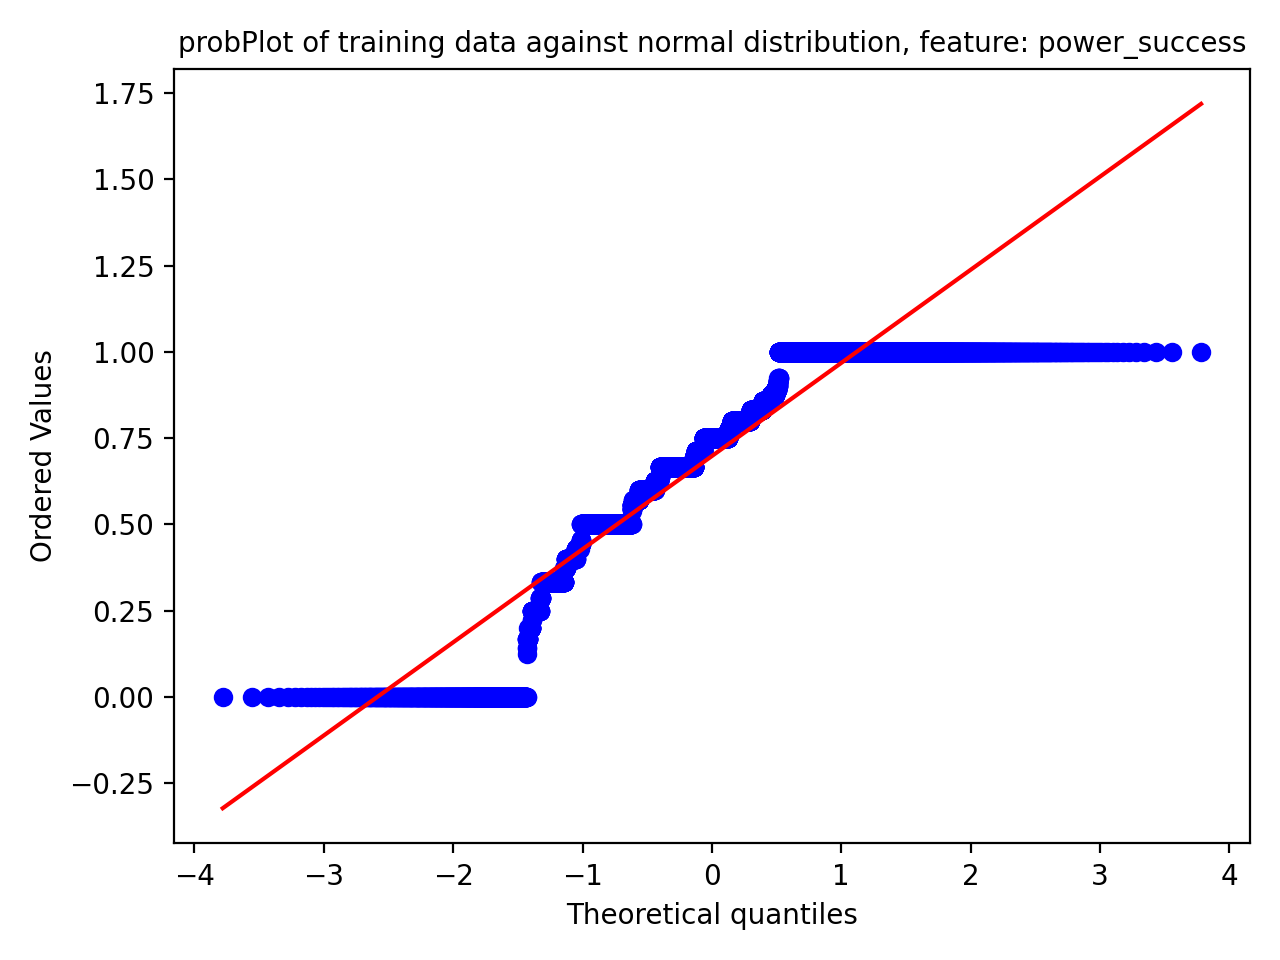 probPlot of training data against normal distribution, feature: power_success
1.75
1.50
1.25
1.00
0.75
0.50
0.25
0.00
−0.25
Ordered Values
−4 −3 −2 −1 0 1 2 3 4
Theoretical quantiles